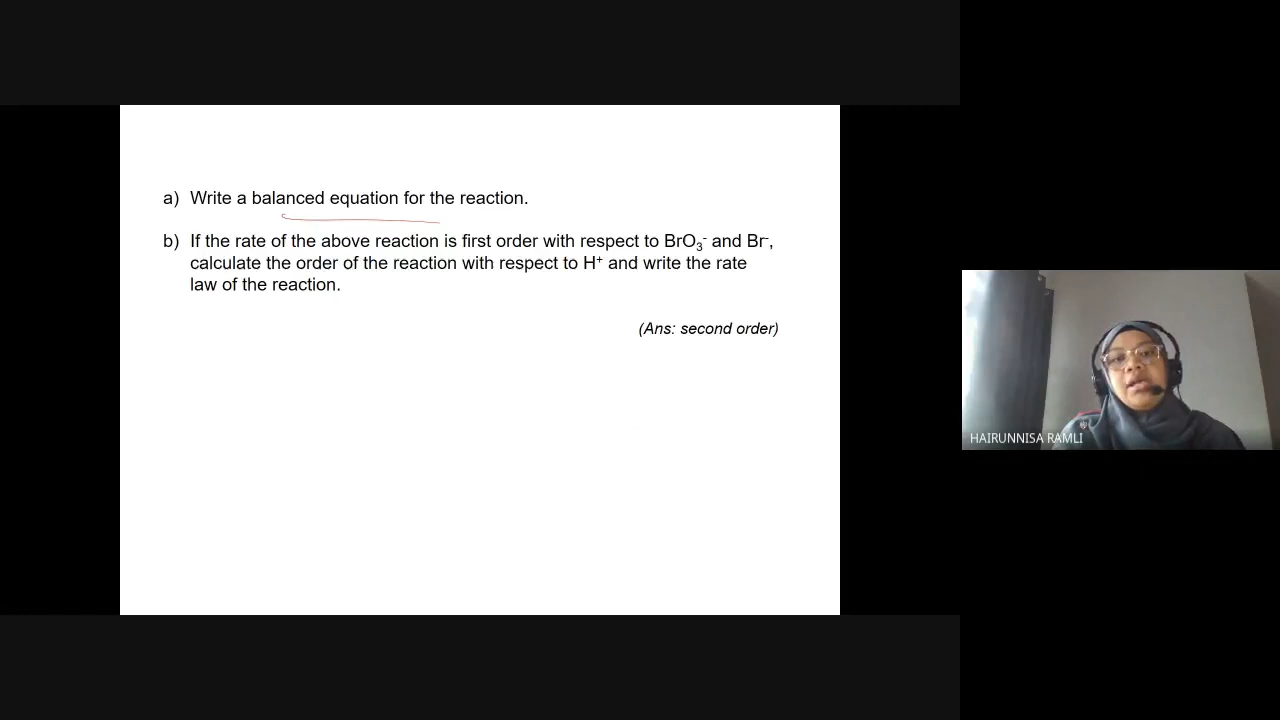 a) Write a balanced equation for the reaction.
b) If the rate of the above reaction is first order with respect to BrO₃⁻ and Br⁻,
calculate the order of the reaction with respect to H⁺ and write the rate
law of the reaction.
(Ans: second order)
HAIRUNNISA RAMLI